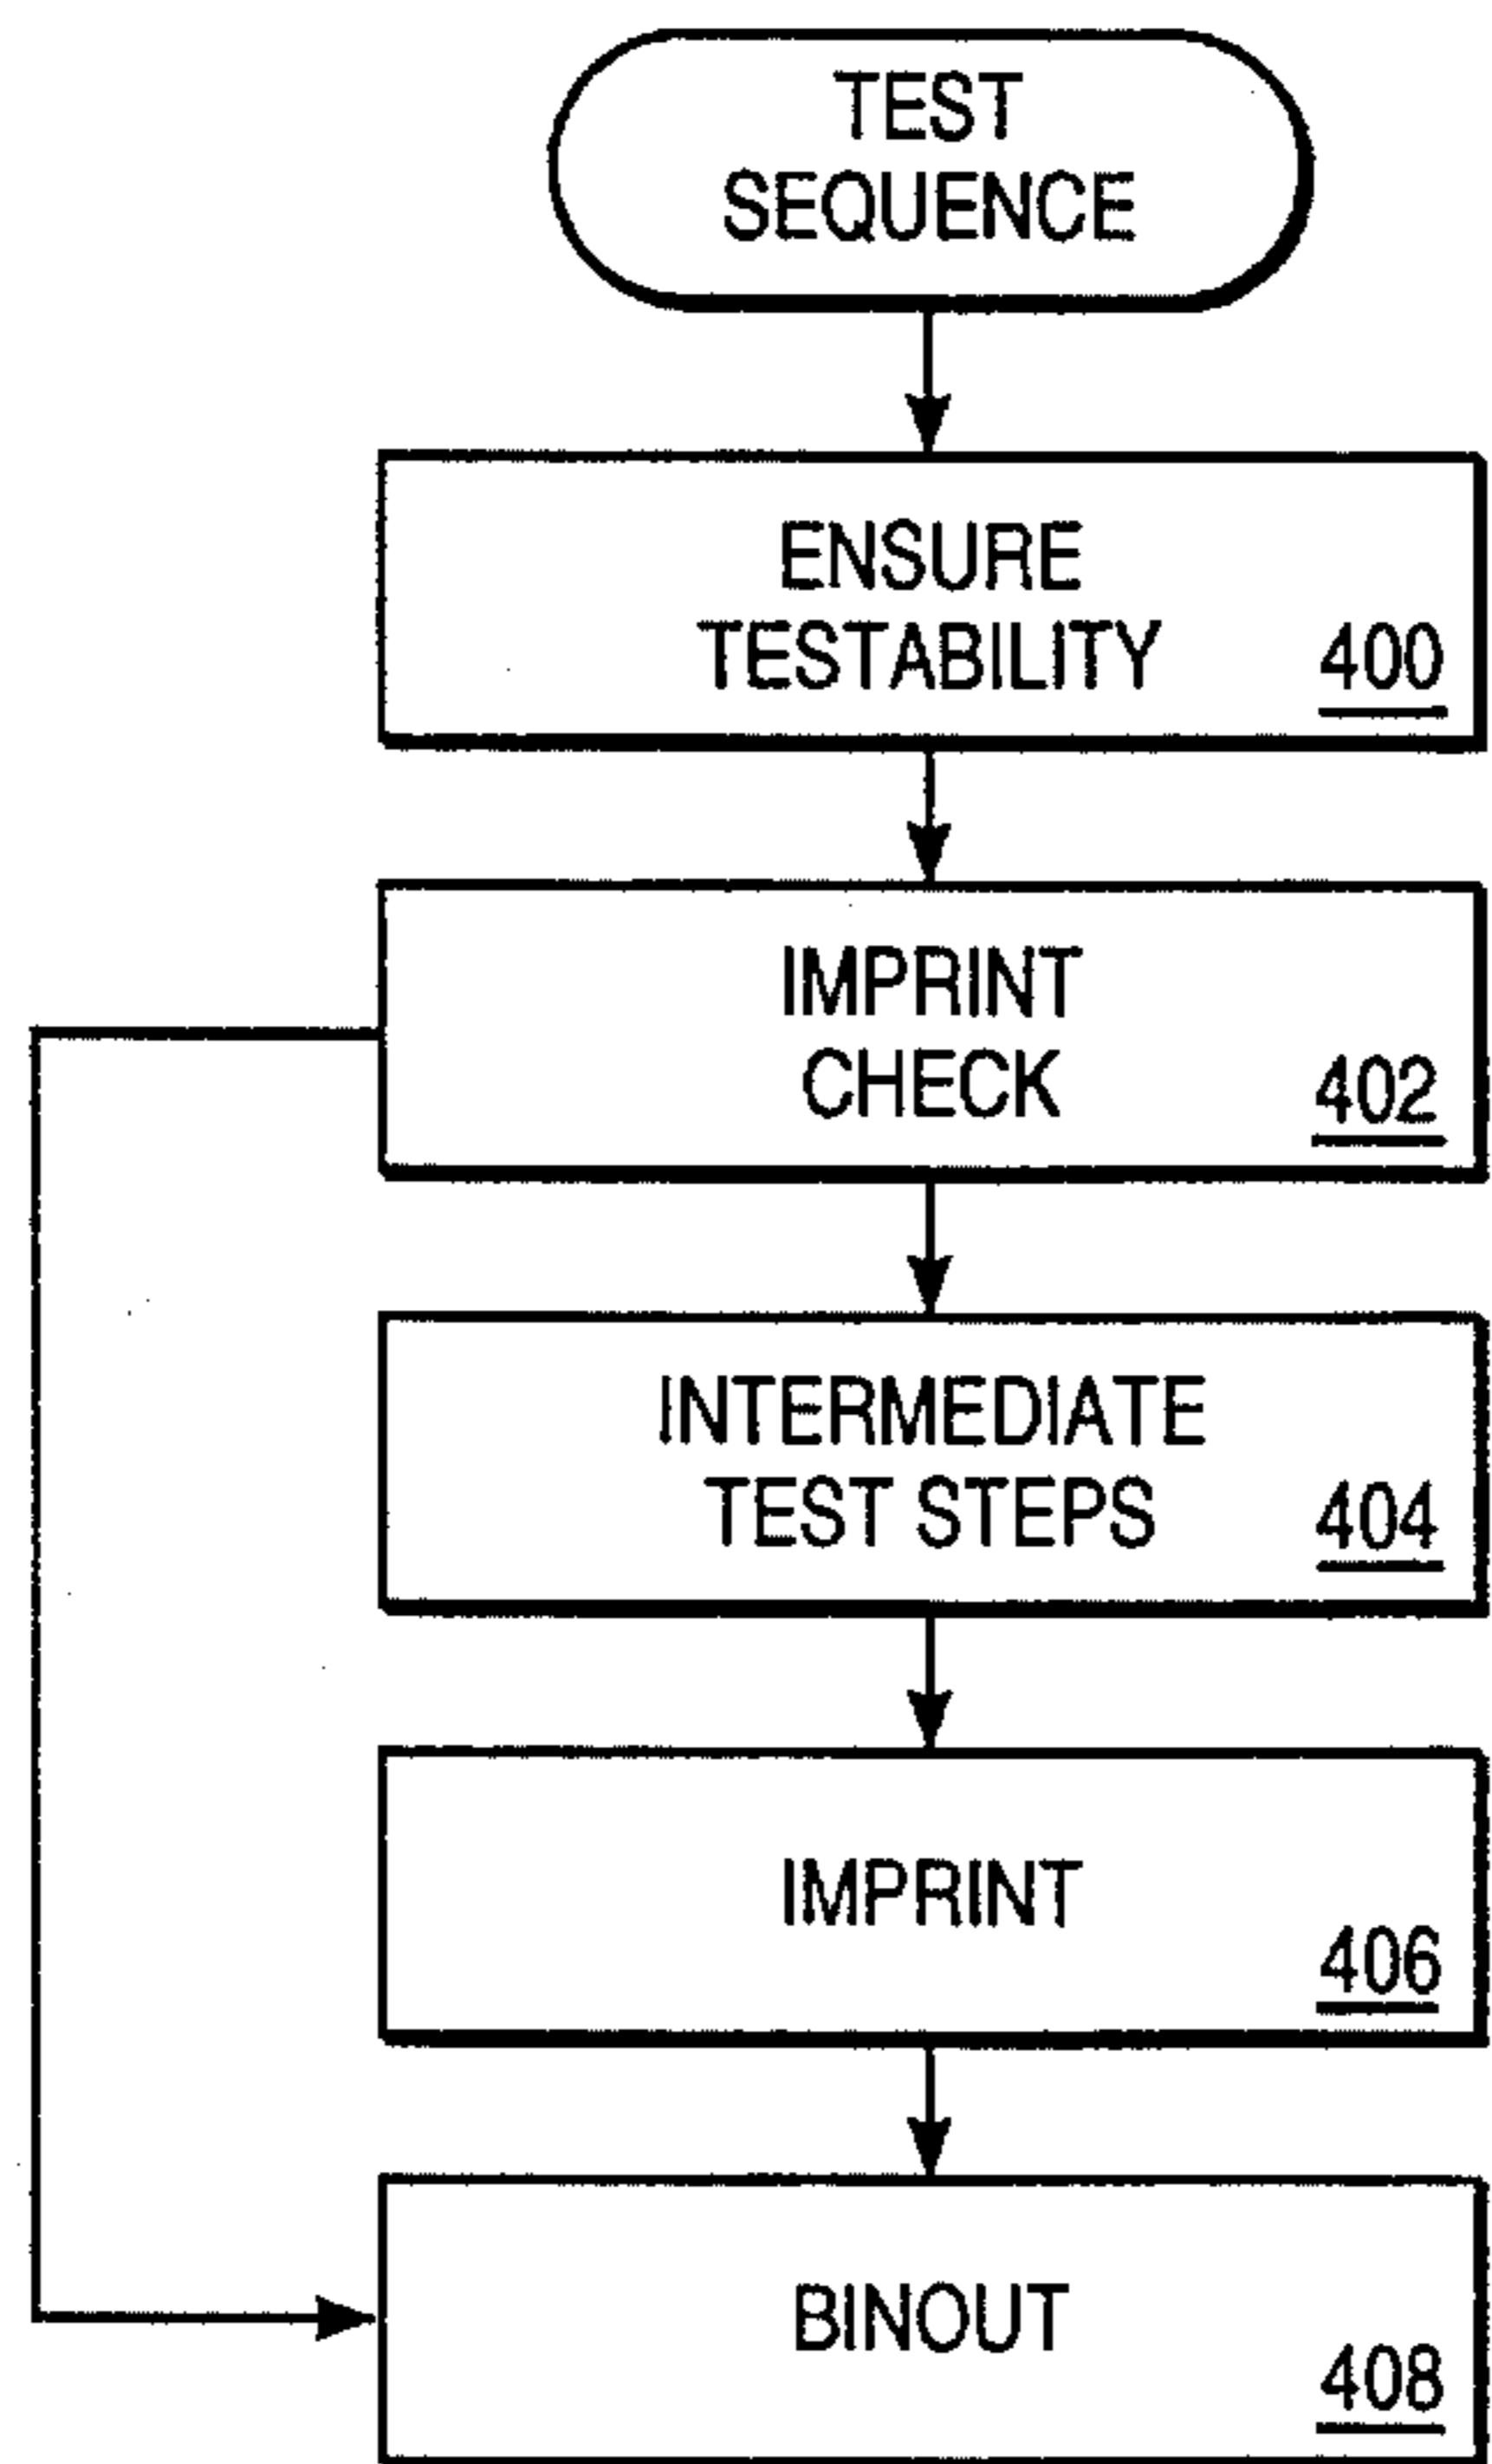 TEST
SEQUENCE
ENSURE
TESTABILITY
400
IMPRINT
CHECK
402
INTERMEDIATE
TEST STEPS
404
IMPRINT
406
BINOUT
408